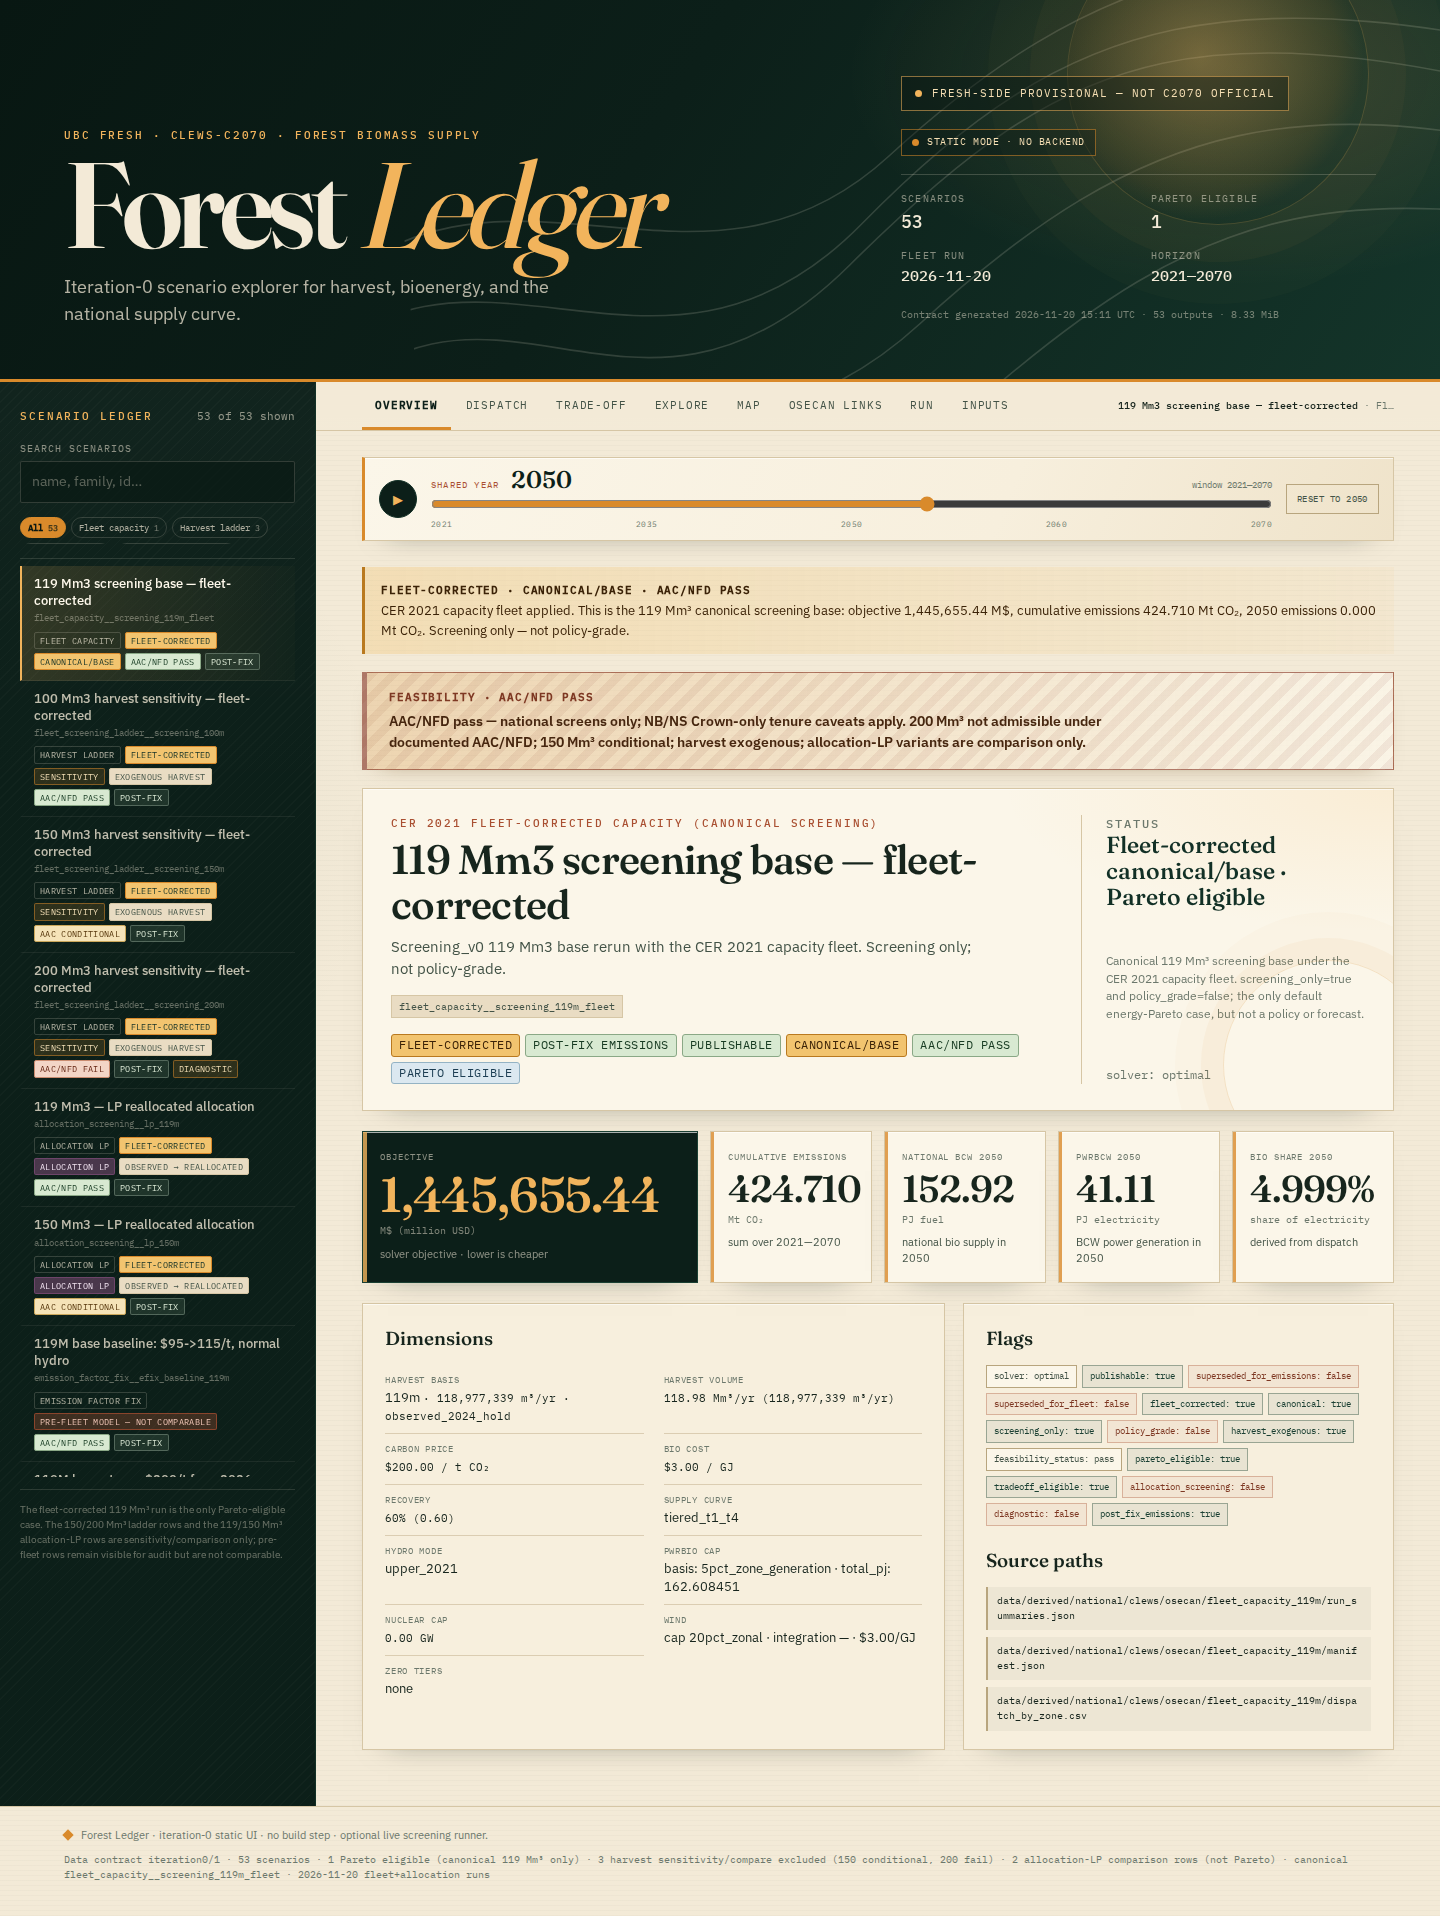 UBC FRESH · CLEWS-C2070 · FOREST BIOMASS SUPPLY
Forest Ledger
Iteration-0 scenario explorer for harvest, bioenergy, and the
national supply curve.
FRESH-SIDE PROVISIONAL — NOT C2070 OFFICIAL
STATIC MODE · NO BACKEND
SCENARIOS
53
PARETO ELIGIBLE
1
FLEET RUN
2026-11-20
HORIZON
2021—2070
Contract generated 2026-11-20 15:11 UTC · 53 outputs · 8.33 MiB
SCENARIO LEDGER 53 of 53 shown
SEARCH SCENARIOS
name, family, id…
All 53 Fleet capacity 1 Harvest ladder 3
119 Mm3 screening base — fleet-
corrected
fleet_capacity__screening_119m_fleet
FLEET CAPACITY FLEET-CORRECTED
CANONICAL/BASE AAC/NFD PASS POST-FIX
100 Mm3 harvest sensitivity — fleet-
corrected
fleet_screening_ladder__screening_100m
HARVEST LADDER FLEET-CORRECTED
SENSITIVITY EXOGENOUS HARVEST
AAC/NFD PASS POST-FIX
150 Mm3 harvest sensitivity — fleet-
corrected
fleet_screening_ladder__screening_150m
HARVEST LADDER FLEET-CORRECTED
SENSITIVITY EXOGENOUS HARVEST
AAC CONDITIONAL POST-FIX
200 Mm3 harvest sensitivity — fleet-
corrected
fleet_screening_ladder__screening_200m
HARVEST LADDER FLEET-CORRECTED
SENSITIVITY EXOGENOUS HARVEST
AAC/NFD FAIL POST-FIX DIAGNOSTIC
119 Mm3 — LP reallocated allocation
allocation_screening__lp_119m
ALLOCATION LP FLEET-CORRECTED
ALLOCATION LP OBSERVED → REALLOCATED
AAC/NFD PASS POST-FIX
150 Mm3 — LP reallocated allocation
allocation_screening__lp_150m
ALLOCATION LP FLEET-CORRECTED
ALLOCATION LP OBSERVED → REALLOCATED
AAC CONDITIONAL POST-FIX
119M base baseline: $95->115/t, normal
hydro
emission_factor_fix__efix_baseline_119m
EMISSION FACTOR FIX
PRE-FLEET MODEL — NOT COMPARABLE
AAC/NFD PASS POST-FIX
The fleet-corrected 119 Mm³ run is the only Pareto-eligible
case. The 150/200 Mm³ ladder rows and the 119/150 Mm³
allocation-LP rows are sensitivity/comparison only; pre-
fleet rows remain visible for audit but are not comparable.
OVERVIEW DISPATCH TRADE-OFF EXPLORE MAP OSECAN LINKS RUN INPUTS
119 Mm3 screening base — fleet-corrected · Fl…
▶
SHARED YEAR 2050 window 2021—2070
2021 2035 2050 2060 2070
RESET TO 2050
FLEET-CORRECTED · CANONICAL/BASE · AAC/NFD PASS
CER 2021 capacity fleet applied. This is the 119 Mm³ canonical screening base: objective 1,445,655.44 M$, cumulative emissions 424.710 Mt CO₂, 2050 emissions 0.000
Mt CO₂. Screening only — not policy-grade.
FEASIBILITY · AAC/NFD PASS
AAC/NFD pass — national screens only; NB/NS Crown-only tenure caveats apply. 200 Mm³ not admissible under
documented AAC/NFD; 150 Mm³ conditional; harvest exogenous; allocation-LP variants are comparison only.
CER 2021 FLEET-CORRECTED CAPACITY (CANONICAL SCREENING)
119 Mm3 screening base — fleet-
corrected
Screening_v0 119 Mm3 base rerun with the CER 2021 capacity fleet. Screening only;
not policy-grade.
fleet_capacity__screening_119m_fleet
FLEET-CORRECTED POST-FIX EMISSIONS PUBLISHABLE CANONICAL/BASE AAC/NFD PASS
PARETO ELIGIBLE
STATUS
Fleet-corrected
canonical/base ·
Pareto eligible
Canonical 119 Mm³ screening base under the
CER 2021 capacity fleet. screening_only=true
and policy_grade=false; the only default
energy-Pareto case, but not a policy or forecast.
solver: optimal
OBJECTIVE
1,445,655.44
M$ (million USD)
solver objective · lower is cheaper
CUMULATIVE EMISSIONS
424.710
Mt CO₂
sum over 2021—2070
NATIONAL BCW 2050
152.92
PJ fuel
national bio supply in
2050
PWRBCW 2050
41.11
PJ electricity
BCW power generation in
2050
BIO SHARE 2050
4.999%
share of electricity
derived from dispatch
Dimensions
HARVEST BASIS
119m · 118,977,339 m³/yr ·
observed_2024_hold
HARVEST VOLUME
118.98 Mm³/yr (118,977,339 m³/yr)
CARBON PRICE
$200.00 / t CO₂
BIO COST
$3.00 / GJ
RECOVERY
60% (0.60)
SUPPLY CURVE
tiered_t1_t4
HYDRO MODE
upper_2021
PWRBIO CAP
basis: 5pct_zone_generation · total_pj:
162.608451
NUCLEAR CAP
0.00 GW
WIND
cap 20pct_zonal · integration — · $3.00/GJ
ZERO TIERS
none
Flags
solver: optimal publishable: true superseded_for_emissions: false
superseded_for_fleet: false fleet_corrected: true canonical: true
screening_only: true policy_grade: false harvest_exogenous: true
feasibility_status: pass pareto_eligible: true
tradeoff_eligible: true allocation_screening: false
diagnostic: false post_fix_emissions: true
Source paths
data/derived/national/clews/osecan/fleet_capacity_119m/run_s
ummaries.json
data/derived/national/clews/osecan/fleet_capacity_119m/manif
est.json
data/derived/national/clews/osecan/fleet_capacity_119m/dispa
tch_by_zone.csv
Forest Ledger · iteration-0 static UI · no build step · optional live screening runner.
Data contract iteration0/1 · 53 scenarios · 1 Pareto eligible (canonical 119 Mm³ only) · 3 harvest sensitivity/compare excluded (150 conditional, 200 fail) · 2 allocation-LP comparison rows (not Pareto) · canonical
fleet_capacity__screening_119m_fleet · 2026-11-20 fleet+allocation runs